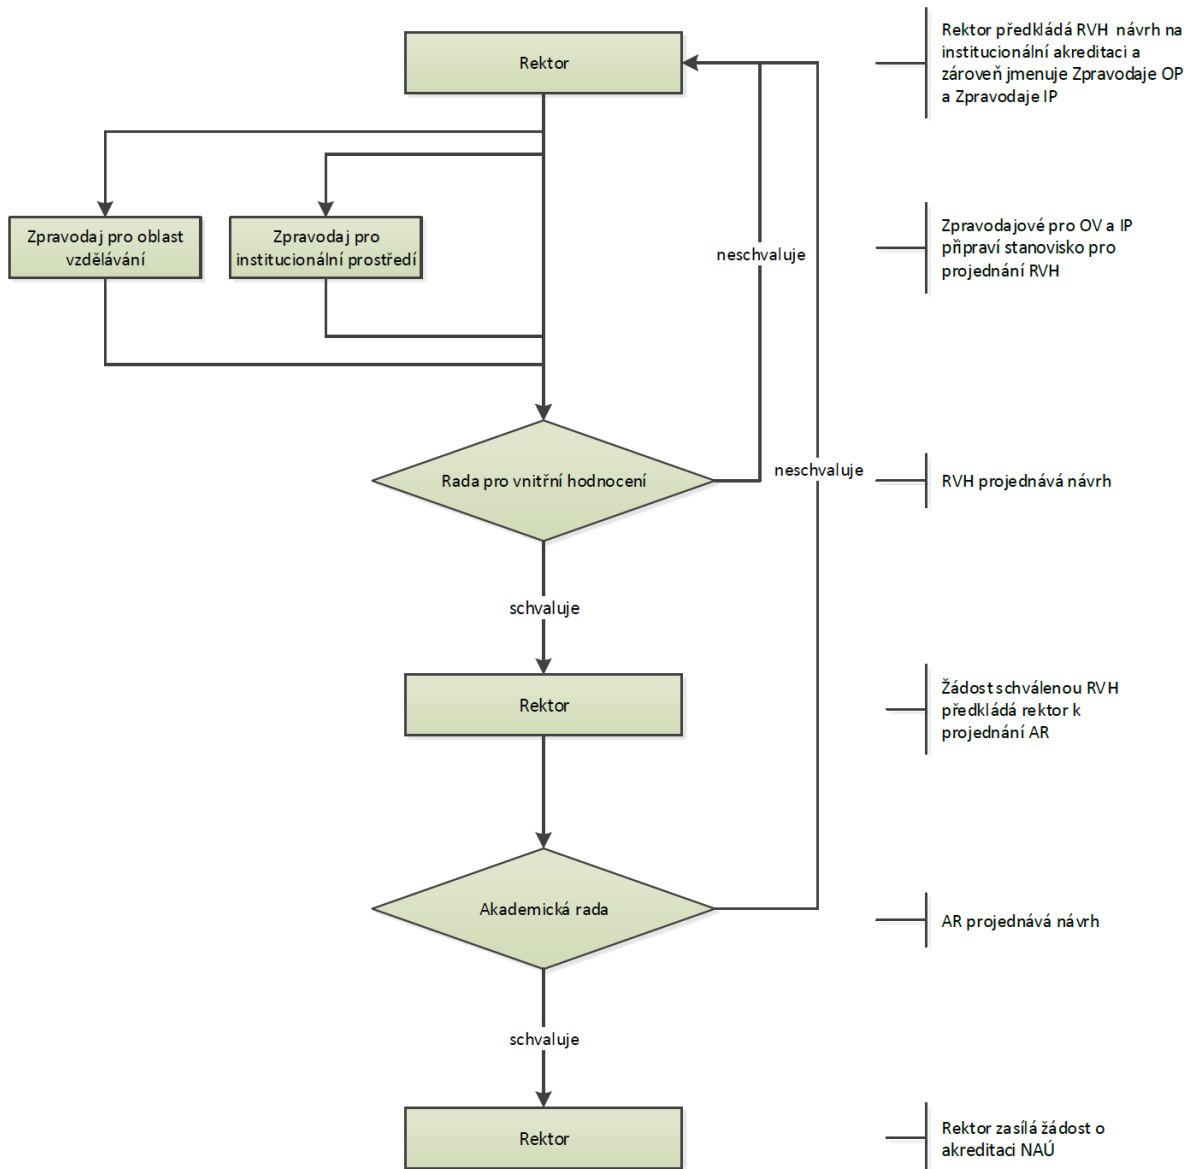 Rektor
Rektor předkládá RVH návrh na
institucionální akreditaci a
zároveň jmenuje Zpravodaje OP
a Zpravodaje IP
Zpravodaj pro oblast
vzdělávání
Zpravodaj pro
institucionální prostředí
neschvaluje
Zpravodajové pro OV a IP
připraví stanovisko pro
projednání RVH
Rada pro vnitřní hodnocení
neschvaluje
RVH projednává návrh
schvaluje
Rektor
Žádost schválenou RVH
předkládá rektor k
projednání AR
Akademická rada
AR projednává návrh
schvaluje
Rektor
Rektor zasílá žádost o
akreditaci NAÚ